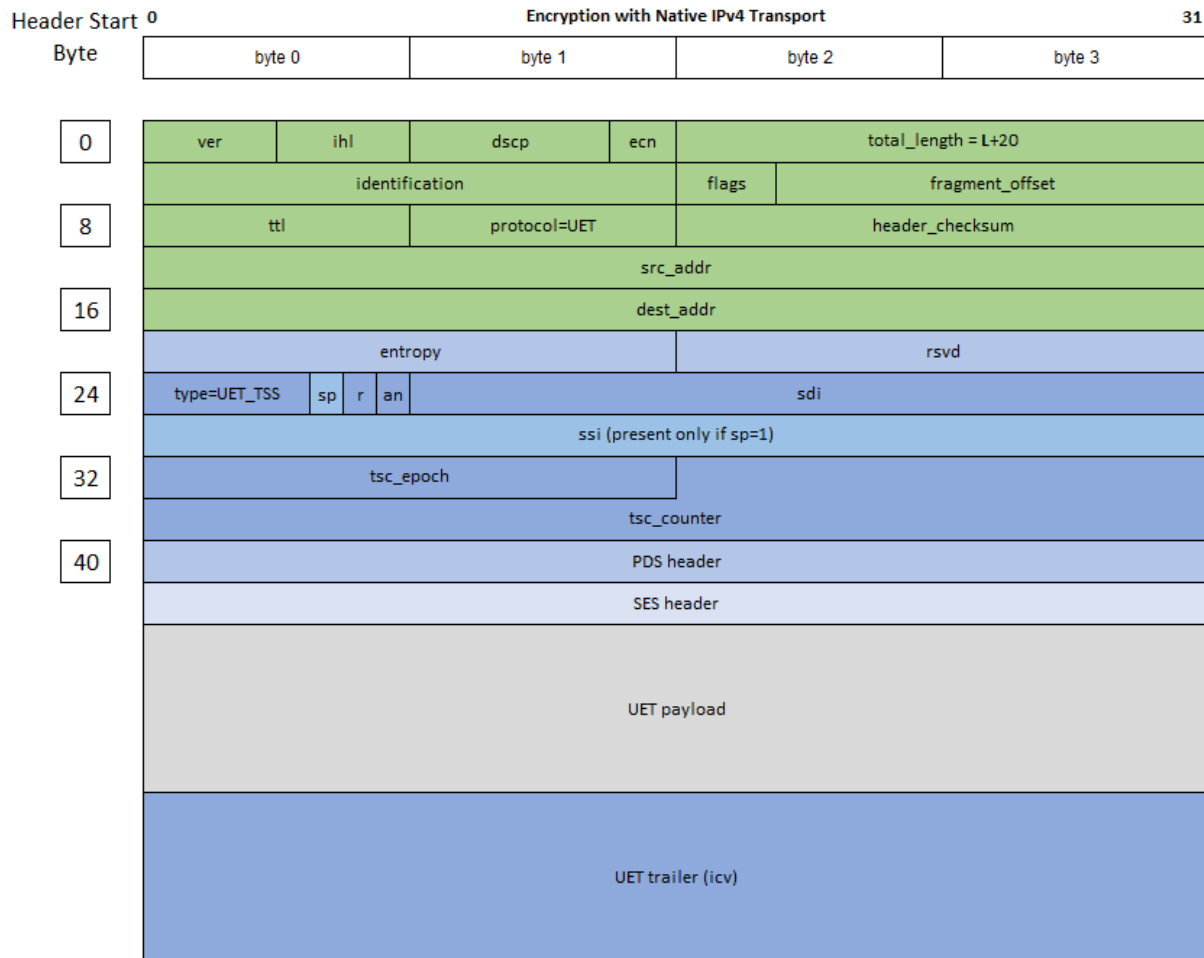 Header Start 0 Encryption with Native IPv4 Transport 31
Byte byte 0 byte 1 byte 2 byte 3
0 ver ihl dscp ecn total_length = L+20
identification flags fragment_offset
8 ttl protocol=UET header_checksum
src_addr
16 dest_addr
entropy rsvd
24 type=UET_TSS sp r an sdi
ssi (present only if sp=1)
32 tsc_epoch
tsc_counter
40 PDS header
SES header
UET payload
UET trailer (icv)